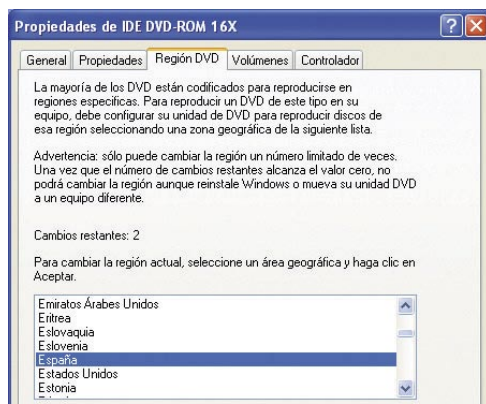 Propiedades de IDE DVD-ROM 16X
General Propiedades Región DVD Volúmenes Controlador
La mayoría de los DVD están codificados para reproducirse en
regiones especificas. Para reproducir un DVD de este tipo en su
equipo, debe configurar su unidad de DVD para reproducir discos de
esa región seleccionando una zona geográfica de la siguiente lista.
Advertencia: sólo puede cambiar la región un número limitado de veces.
Una vez que el número de cambios restantes alcanza el valor cero, no
podrá cambiar la región aunque reinstale Windows o mueva su unidad DVD
a un equipo diferente.
Cambios restantes: 2
Para cambiar la región actual, seleccione un área geográfica y haga clic en
Aceptar.
Emiratos Árabes Unidos
Eritrea
Eslovaquia
Eslovenia
España
Estados Unidos
Estonia